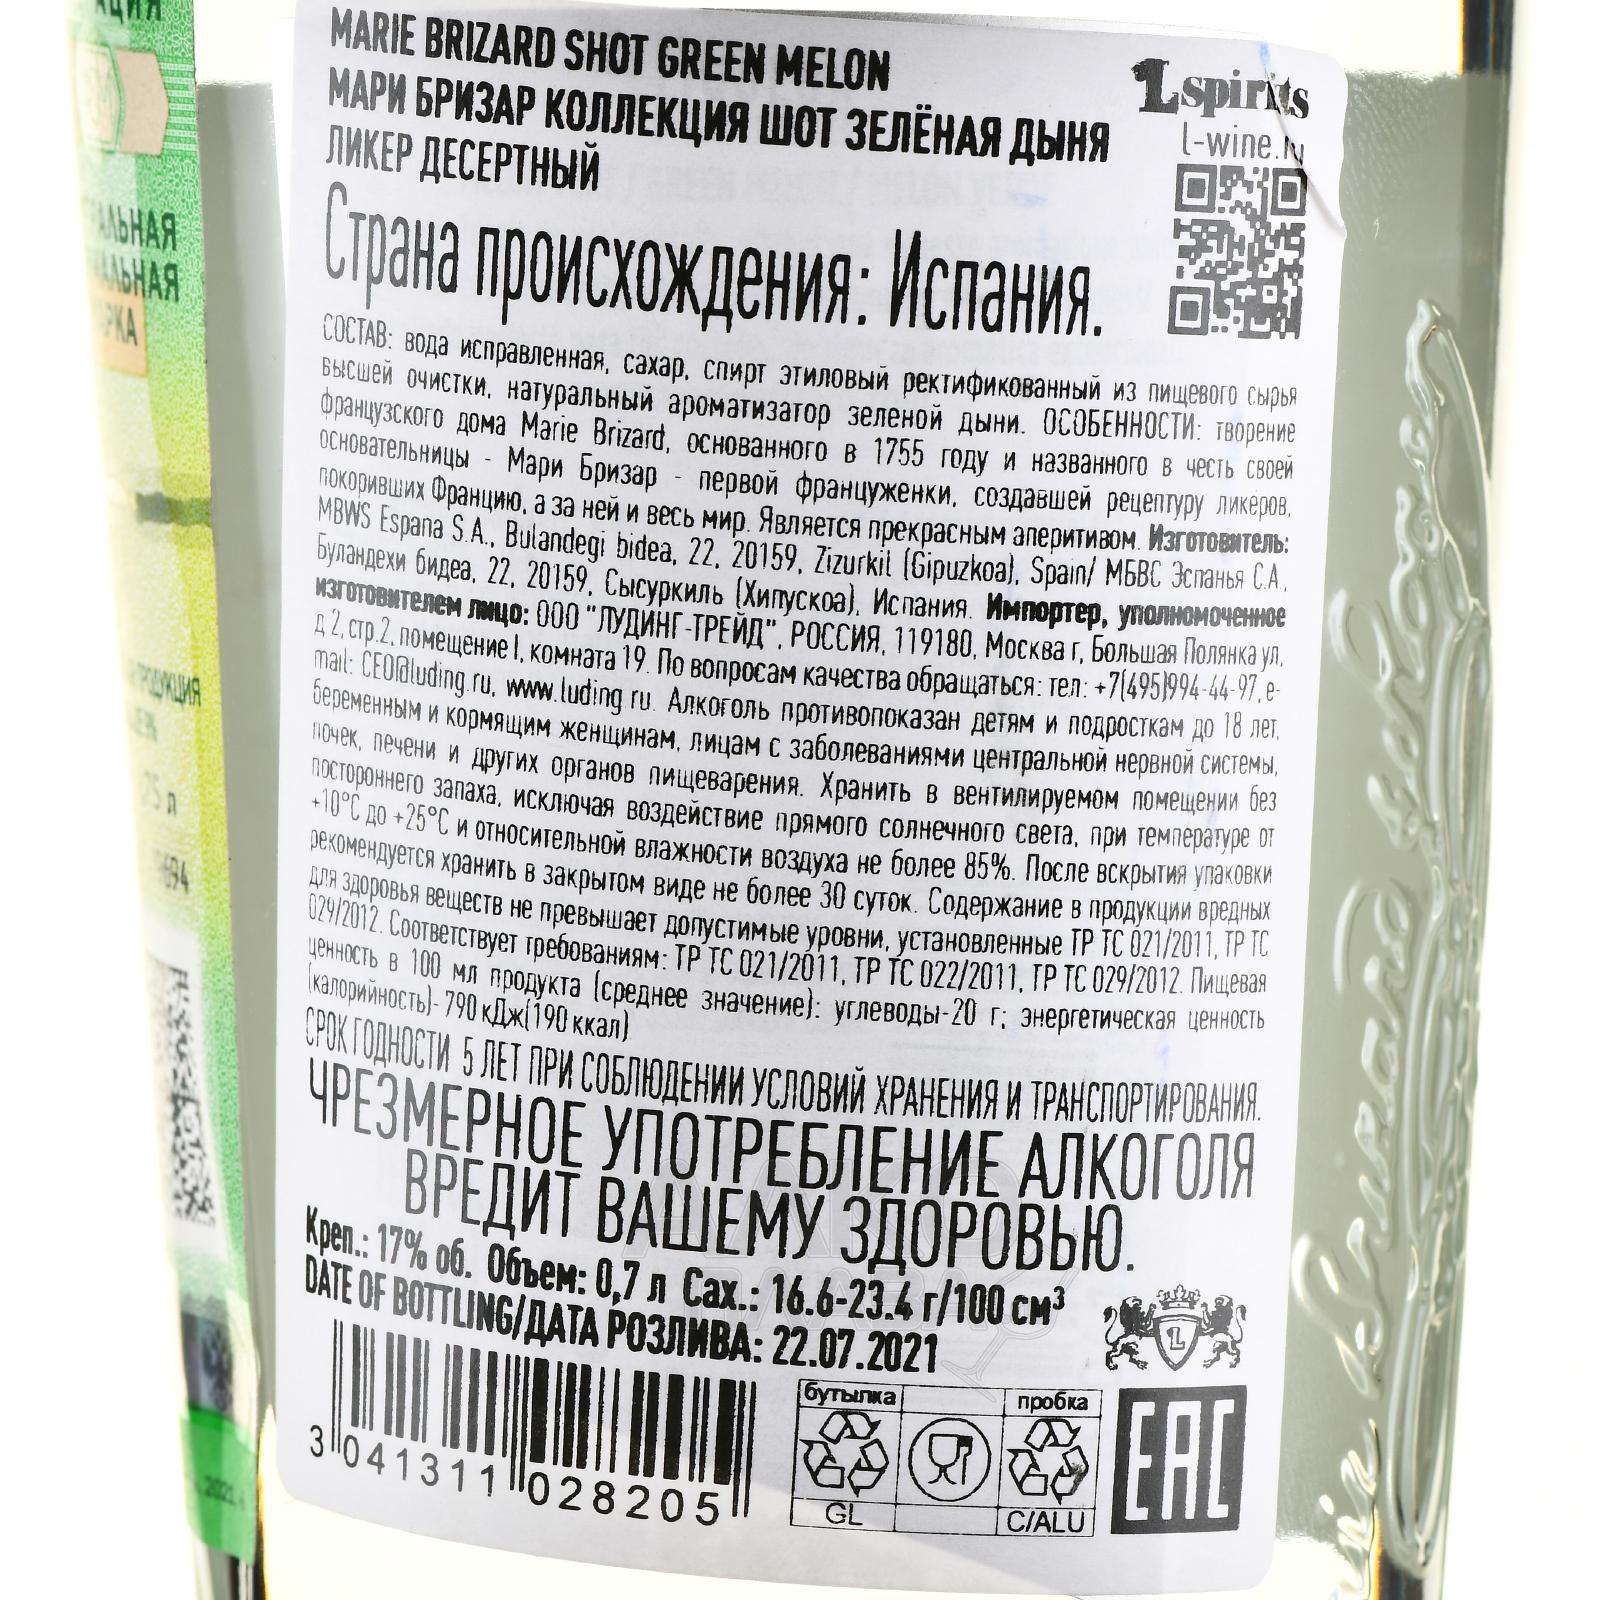 MARIE BRIZARD SHOT GREEN MELON
МАРИ БРИЗАР КОЛЛЕКЦИЯ ШОТ ЗЕЛЁНАЯ ДЫНЯ
ЛИКЕР ДЕСЕРТНЫЙ
Lspirits
l-wine.ru
Страна происхождения: Испания.
СОСТАВ: вода исправленная, сахар, спирт этиловый ректификованный из пищевого сырья
высшей очистки, натуральный ароматизатор зеленой дыни. ОСОБЕННОСТИ: творение
французского дома Marie Brizard, основанного в 1755 году и названного в честь своей
основательницы - Мари Бризар - первой француженки, создавшей рецептуру ликеров,
покоривших Францию, а за ней и весь мир. Является прекрасным аперитивом. Изготовитель:
MBWS Espana S.A., Bulandegi bidea, 22, 20159, Zizurkil (Gipuzkoa), Spain/ МБВС Эспанья С.А.,
Буландехи бидеа, 22, 20159, Сысуркиль (Хипускоа), Испания. Импортер, уполномоченное
изготовителем лицо: ООО "ЛУДИНГ-ТРЕЙД", РОССИЯ, 119180, Москва г, Большая Полянка ул,
д 2, стр.2, помещение I, комната 19. По вопросам качества обращаться: тел: +7(495)994-44-97, е-
mail: CEO@luding.ru, www.luding.ru. Алкоголь противопоказан детям и подросткам до 18 лет,
беременным и кормящим женщинам, лицам с заболеваниями центральной нервной системы,
почек, печени и других органов пищеварения. Хранить в вентилируемом помещении без
постороннего запаха, исключая воздействие прямого солнечного света, при температуре от
+10°С до +25°С и относительной влажности воздуха не более 85%. После вскрытия упаковки
рекомендуется хранить в закрытом виде не более 30 суток. Содержание в продукции вредных
для здоровья веществ не превышает допустимые уровни, установленные ТР ТС 021/2011, ТР ТС
029/2012. Соответствует требованиям: ТР ТС 021/2011, ТР ТС 022/2011, ТР ТС 029/2012. Пищевая
ценность в 100 мл продукта (среднее значение): углеводы-20 г; энергетическая ценность
(калорийность)- 790 кДж(190 ккал)
СРОК ГОДНОСТИ 5 ЛЕТ ПРИ СОБЛЮДЕНИИ УСЛОВИЙ ХРАНЕНИЯ И ТРАНСПОРТИРОВАНИЯ.
ЧРЕЗМЕРНОЕ УПОТРЕБЛЕНИЕ АЛКОГОЛЯ
ВРЕДИТ ВАШЕМУ ЗДОРОВЬЮ.
Креп.: 17% об. Объем: 0,7 л Сах.: 16.6-23.4 г/100 см³
DATE OF BOTTLING/ДАТА РОЗЛИВА: 22.07.2021
3 041311 028205
бутылка пробка
GL C/ALU
EAC